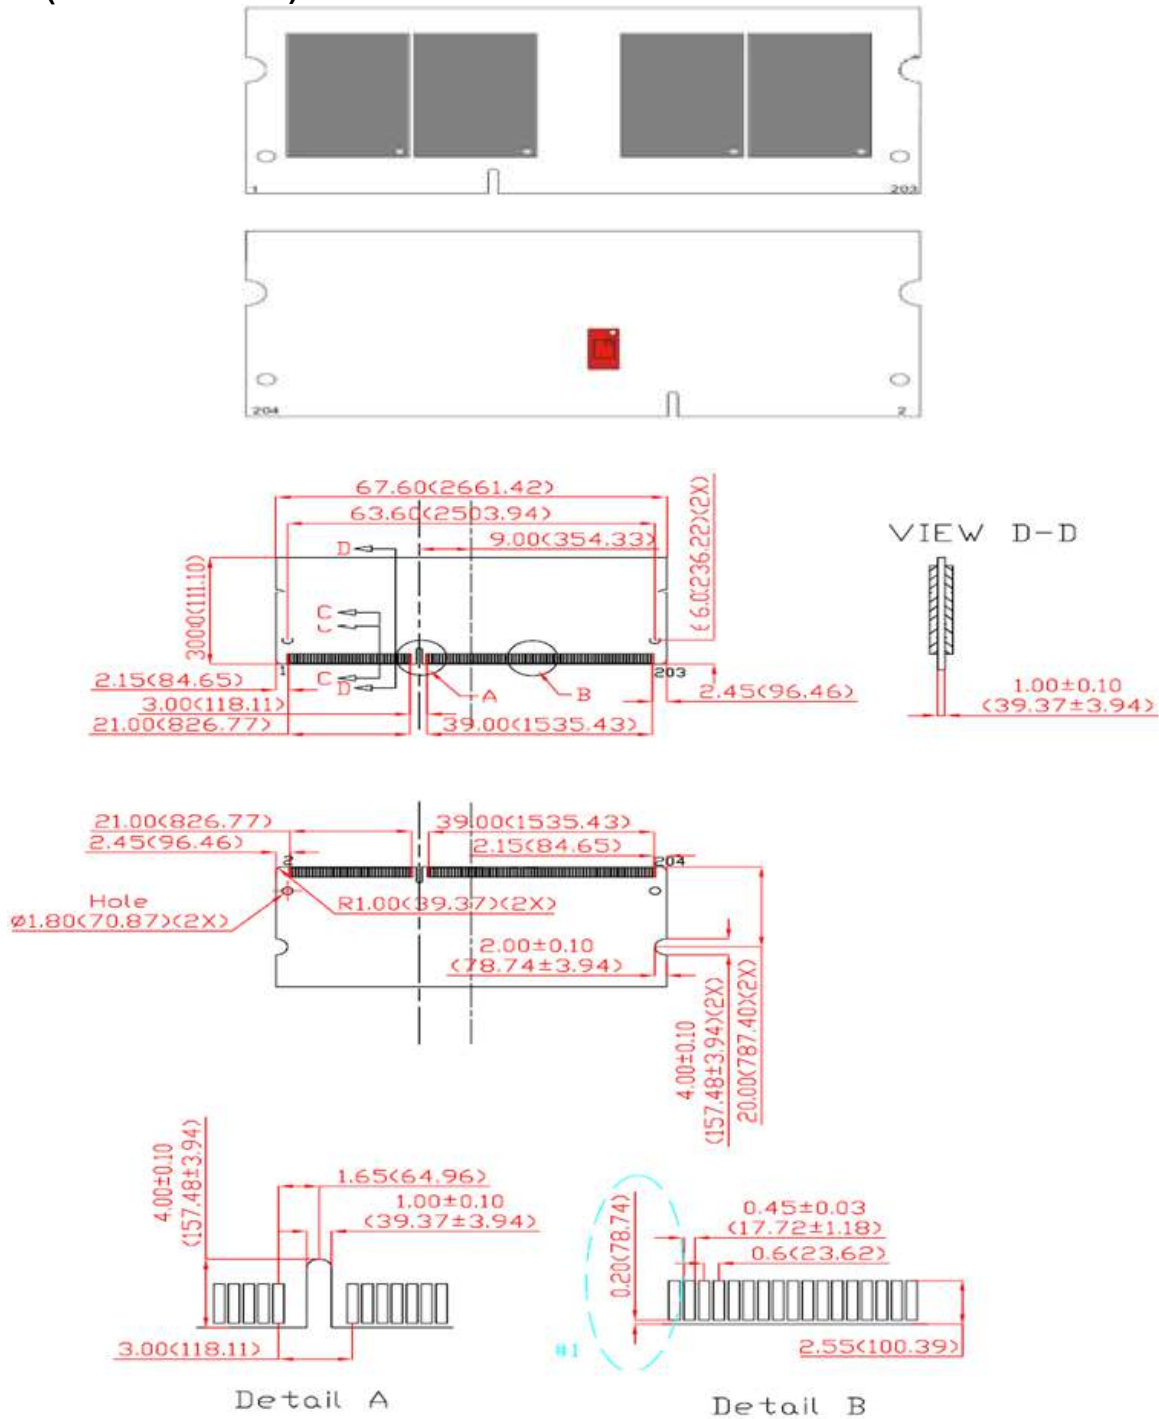 1
203
204
2
67.60(2661.42)
63.60(2503.94)
9.00(354.33)
6.0(236.22)(2X)
VIEW D-D
D
C
C
30.00(111.10)
C
D
1
203
A
B
2.15(84.65)
2.45(96.46)
3.00(118.11)
21.00(826.77)
39.00(1535.43)
1.00±0.10
(39.37±3.94)
21.00(826.77)
39.00(1535.43)
2.45(96.46)
2.15(84.65)
2
204
Hole
Ø1.80(70.87)(2X)
R1.00(39.37)(2X)
2.00±0.10
(78.74±3.94)
4.00±0.10
(157.48±3.94)(2X)
20.00(787.40)(2X)
4.00±0.10
(157.48±3.94)
1.65(64.96)
1.00±0.10
(39.37±3.94)
3.00(118.11)
Detail A
0.20(78.74)
0.45±0.03
(17.72±1.18)
0.6(23.62)
2.55(100.39)
Detail B